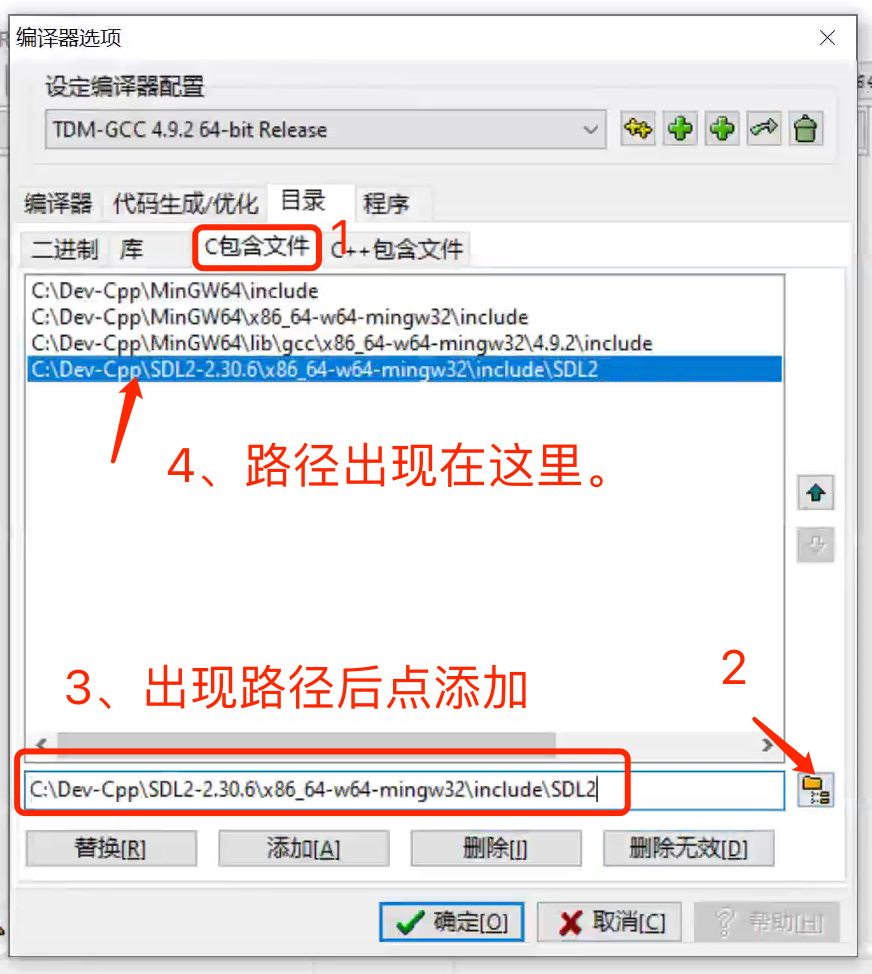 编译器选项
设定编译器配置
TDM-GCC 4.9.2 64-bit Release
编译器 代码生成/优化 目录 程序
二进制 库 C包含文件 1 C++包含文件
C:\Dev-Cpp\MinGW64\include
C:\Dev-Cpp\MinGW64\x86_64-w64-mingw32\include
C:\Dev-Cpp\MinGW64\lib\gcc\x86_64-w64-mingw32\4.9.2\include
C:\Dev-Cpp\SDL2-2.30.6\x86_64-w64-mingw32\include\SDL2
4、路径出现在这里。
3、出现路径后点添加
2
C:\Dev-Cpp\SDL2-2.30.6\x86_64-w64-mingw32\include\SDL2
替换[R] 添加[A] 删除[I] 删除无效[D]
确定[O] 取消[C] 帮助[H]